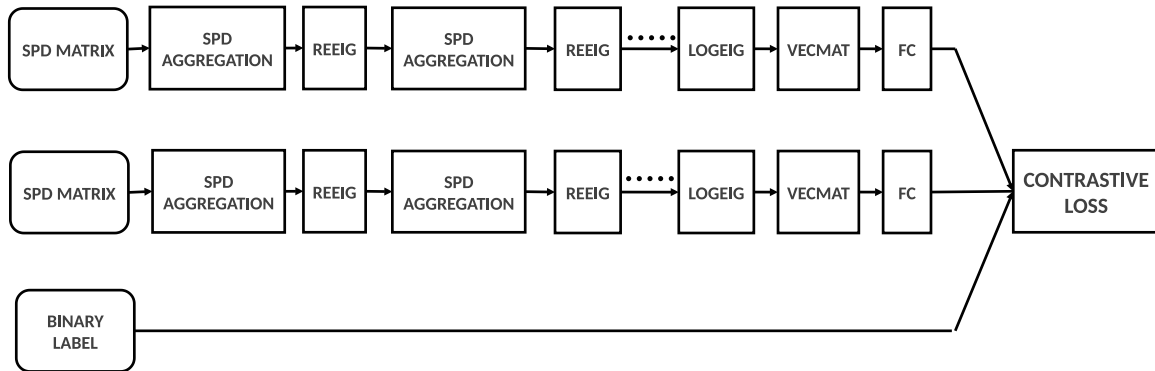 SPD MATRIX
SPD
AGGREGATION
REEIG
SPD
AGGREGATION
REEIG
LOGEIG
VECMAT
FC
SPD MATRIX
SPD
AGGREGATION
REEIG
SPD
AGGREGATION
REEIG
LOGEIG
VECMAT
FC
CONTRASTIVE
LOSS
BINARY
LABEL